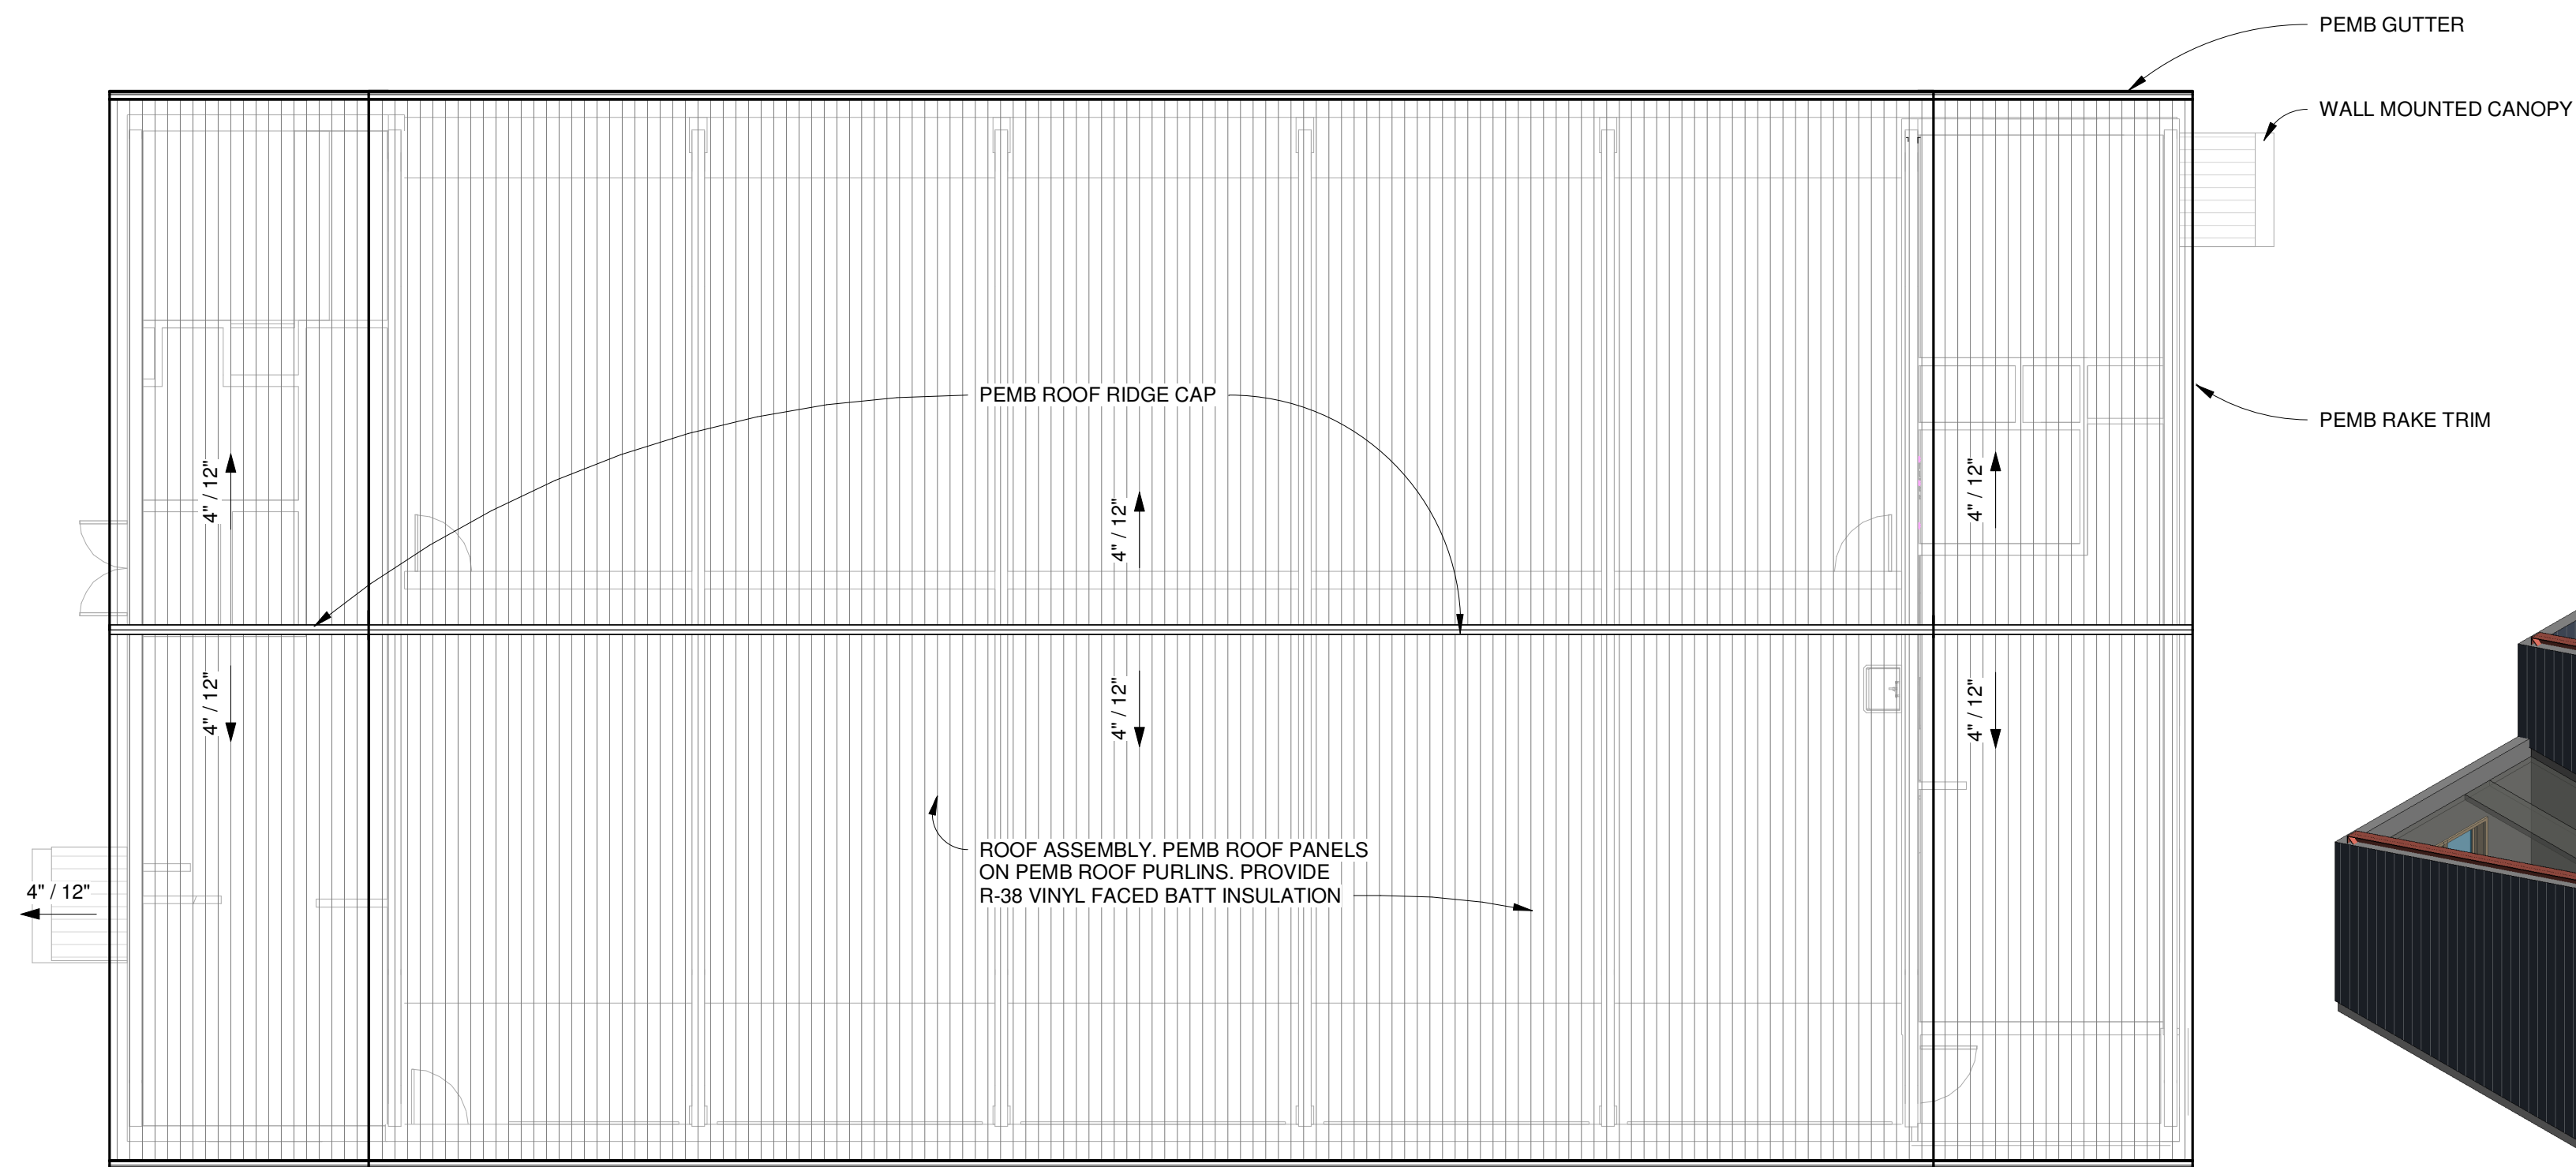 PEMB GUTTER
WALL MOUNTED CANOPY
PEMB ROOF RIDGE CAP
PEMB RAKE TRIM
4" / 12"
4" / 12"
4" / 12"
4" / 12"
4" / 12"
4" / 12"
ROOF ASSEMBLY. PEMB ROOF PANELS
ON PEMB ROOF PURLINS. PROVIDE
R-38 VINYL FACED BATT INSULATION
4" / 12"